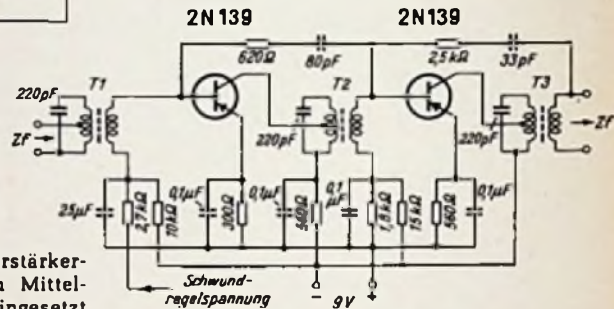 2N139 2N139
620Ω 80pF 2,5kΩ 33pF
T1 T2 T3
220pF 220pF 220pF
Zf Zf
25µF 2,7kΩ 10kΩ 0,1µF 300Ω 0,1µF 560Ω 0,1µF 1,8kΩ 15kΩ 560Ω 0,1µF
rstärker-
Mittel-
ingesetzt
Schwund-
regelspannung - 9V +